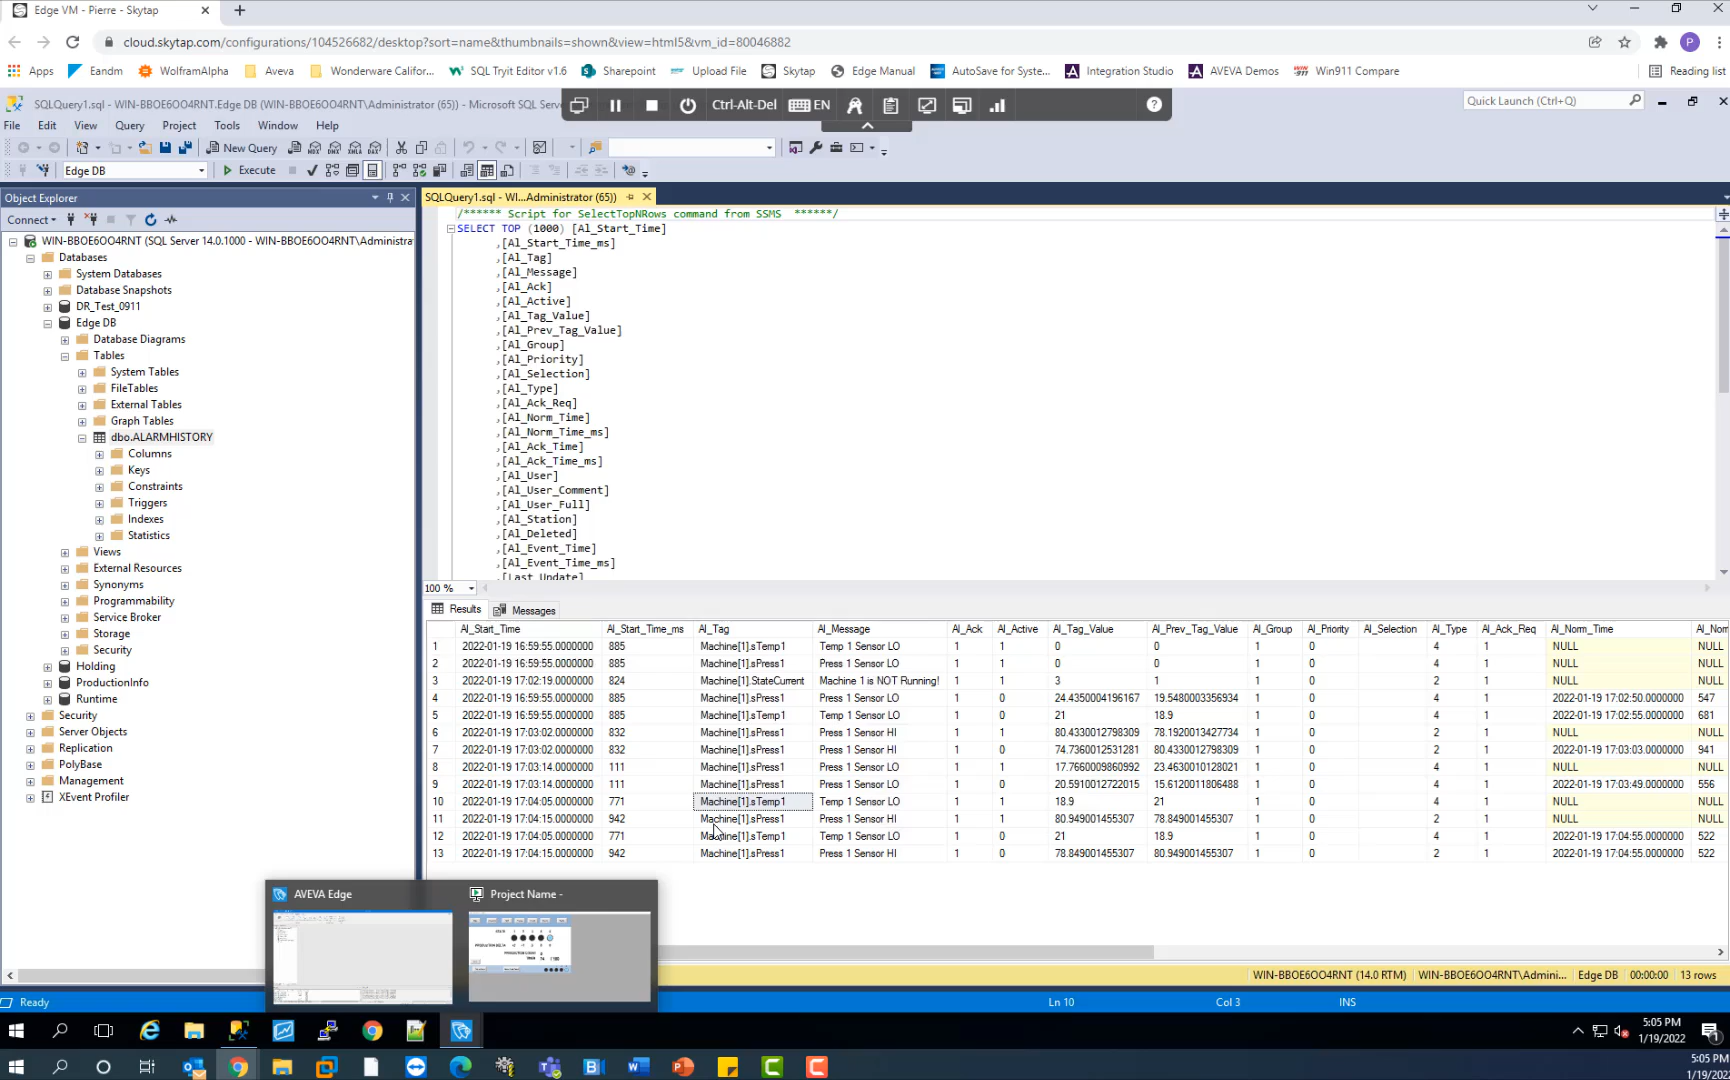 Edge VM - Pierre - Skytap
cloud.skytap.com/configurations/104526682/desktop?sort=name&thumbnails=shown&view=html5&vm_id=80046882
P
Apps Eandm WolframAlpha Aveva Wonderware Califor... SQL Tryit Editor v1.6 Sharepoint Upload File Skytap Edge Manual AutoSave for Syste... Integration Studio AVEVA Demos Win911 Compare Reading list
SQLQuery1.sql - WIN-BBOE6OO4RNT.Edge DB (WIN-BBOE6OO4RNT\Administrator (65)) - Microsoft SQL Serv
Ctrl-Alt-Del EN
Quick Launch (Ctrl+Q)
File Edit View Query Project Tools Window Help
New Query
Edge DB Execute
Object Explorer
SQLQuery1.sql - WI...Administrator (65))
Connect
WIN-BBOE6OO4RNT (SQL Server 14.0.1000 - WIN-BBOE6OO4RNT\Administra
Databases
System Databases
Database Snapshots
DR_Test_0911
Edge DB
Database Diagrams
Tables
System Tables
FileTables
External Tables
Graph Tables
dbo.ALARMHISTORY
Columns
Keys
Constraints
Triggers
Indexes
Statistics
Views
External Resources
Synonyms
Programmability
Service Broker
Storage
Security
Holding
ProductionInfo
Runtime
Security
Server Objects
Replication
PolyBase
Management
XEvent Profiler
/****** Script for SelectTopNRows command from SSMS ******/
SELECT TOP (1000) [Al_Start_Time]
,[Al_Start_Time_ms]
,[Al_Tag]
,[Al_Message]
,[Al_Ack]
,[Al_Active]
,[Al_Tag_Value]
,[Al_Prev_Tag_Value]
,[Al_Group]
,[Al_Priority]
,[Al_Selection]
,[Al_Type]
,[Al_Ack_Req]
,[Al_Norm_Time]
,[Al_Norm_Time_ms]
,[Al_Ack_Time]
,[Al_Ack_Time_ms]
,[Al_User]
,[Al_User_Comment]
,[Al_User_Full]
,[Al_Station]
,[Al_Deleted]
,[Al_Event_Time]
,[Al_Event_Time_ms]
,[Last_Update]
100 %
Results Messages
Al_Start_Time Al_Start_Time_ms Al_Tag Al_Message Al_Ack Al_Active Al_Tag_Value Al_Prev_Tag_Value Al_Group Al_Priority Al_Selection Al_Type Al_Ack_Req Al_Norm_Time Al_Nor
1 2022-01-19 16:59:55.0000000 885 Machine[1].sTemp1 Temp 1 Sensor LO 1 1 0 0 1 0 4 1 NULL NULL
2 2022-01-19 16:59:55.0000000 885 Machine[1].sPress1 Press 1 Sensor LO 1 1 0 0 1 0 4 1 NULL NULL
3 2022-01-19 17:02:19.0000000 824 Machine[1].StateCurrent Machine 1 is NOT Running! 1 1 3 1 1 0 2 1 NULL NULL
4 2022-01-19 16:59:55.0000000 885 Machine[1].sPress1 Press 1 Sensor LO 1 0 24.4350004196167 19.5480003356934 1 0 4 1 2022-01-19 17:02:50.0000000 547
5 2022-01-19 16:59:55.0000000 885 Machine[1].sTemp1 Temp 1 Sensor LO 1 0 21 18.9 1 0 4 1 2022-01-19 17:02:55.0000000 681
6 2022-01-19 17:03:02.0000000 832 Machine[1].sPress1 Press 1 Sensor HI 1 1 80.4330012798309 78.1920013427734 1 0 2 1 NULL NULL
7 2022-01-19 17:03:02.0000000 832 Machine[1].sPress1 Press 1 Sensor HI 1 0 74.7360012531281 80.4330012798309 1 0 2 1 2022-01-19 17:03:03.0000000 941
8 2022-01-19 17:03:14.0000000 111 Machine[1].sPress1 Press 1 Sensor LO 1 1 17.7660009860992 23.4630010128021 1 0 4 1 NULL NULL
9 2022-01-19 17:03:14.0000000 111 Machine[1].sPress1 Press 1 Sensor LO 1 0 20.5910012722015 15.6120011806488 1 0 4 1 2022-01-19 17:03:49.0000000 556
10 2022-01-19 17:04:05.0000000 771 Machine[1].sTemp1 Temp 1 Sensor LO 1 1 18.9 21 1 0 4 1 NULL NULL
11 2022-01-19 17:04:15.0000000 942 Machine[1].sPress1 Press 1 Sensor HI 1 1 80.949001455307 78.849001455307 1 0 2 1 NULL NULL
12 2022-01-19 17:04:05.0000000 771 Machine[1].sTemp1 Temp 1 Sensor LO 1 0 21 18.9 1 0 4 1 2022-01-19 17:04:55.0000000 522
13 2022-01-19 17:04:15.0000000 942 Machine[1].sPress1 Press 1 Sensor HI 1 0 78.849001455307 80.949001455307 1 0 2 1 2022-01-19 17:04:55.0000000 522
AVEVA Edge Project Name -
WIN-BBOE6OO4RNT (14.0 RTM) WIN-BBOE6OO4RNT\Admini... Edge DB 00:00:00 13 rows
Ready Ln 10 Col 3 INS
5:05 PM
1/19/2022
5:05 PM
1/19/202